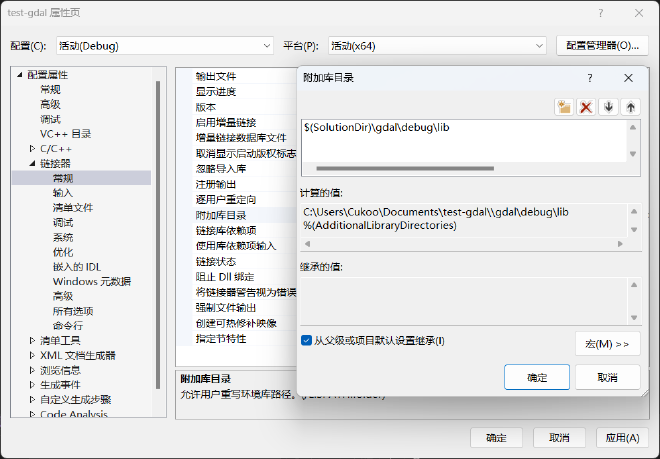 test-gdal 属性页
配置(C):
活动(Debug)
平台(P):
活动(x64)
配置管理器(O)...
配置属性
常规
高级
调试
VC++ 目录
C/C++
链接器
常规
输入
清单文件
调试
系统
优化
嵌入的 IDL
Windows 元数据
高级
所有选项
命令行
清单工具
XML 文档生成器
浏览信息
生成事件
自定义生成步骤
Code Analysis
输出文件
显示进度
版本
启用增量链接
增量链接数据库文件
取消显示启动版权标志
忽略导入库
注册输出
逐用户重定向
附加库目录
链接库依赖项
使用库依赖项输入
链接状态
阻止 Dll 绑定
将链接器警告视为错误
强制文件输出
创建可热修补映像
指定节特性
附加库目录
允许用户重写环境库路径。
附加库目录
$(SolutionDir)\gdal\debug\lib
计算的值:
C:\Users\Cukoo\Documents\test-gdal\\gdal\debug\lib
%(AdditionalLibraryDirectories)
继承的值:
从父级或项目默认设置继承(I)
宏(M) >>
确定
取消
确定
取消
应用(A)